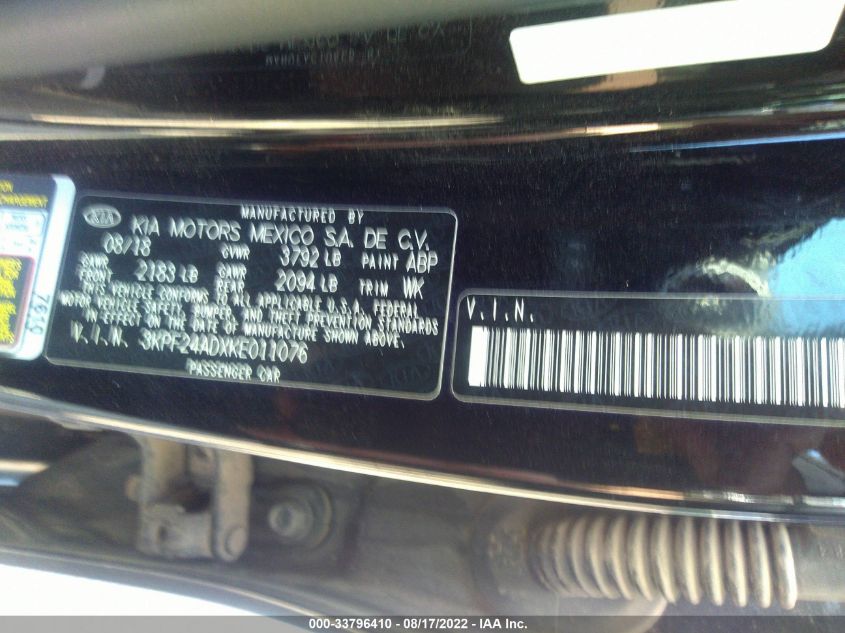 MANUFACTURED BY
KIA KIA MOTORS MEXICO S.A. DE C.V.
08/18 GVWR 3792 LB PAINT ABP
GAWR FRONT 2183 LB GAWR REAR 2094 LB TRIM WK
THIS VEHICLE CONFORMS TO ALL APPLICABLE U.S.A. FEDERAL
MOTOR VEHICLE SAFETY, BUMPER, AND THEFT PREVENTION STANDARDS
IN EFFECT ON THE DATE OF MANUFACTURE SHOWN ABOVE.
V.I.N. 3KPF24ADXKE011076
PASSENGER CAR
V.I.N.
000-33796410 - 08/17/2022 - IAA Inc.